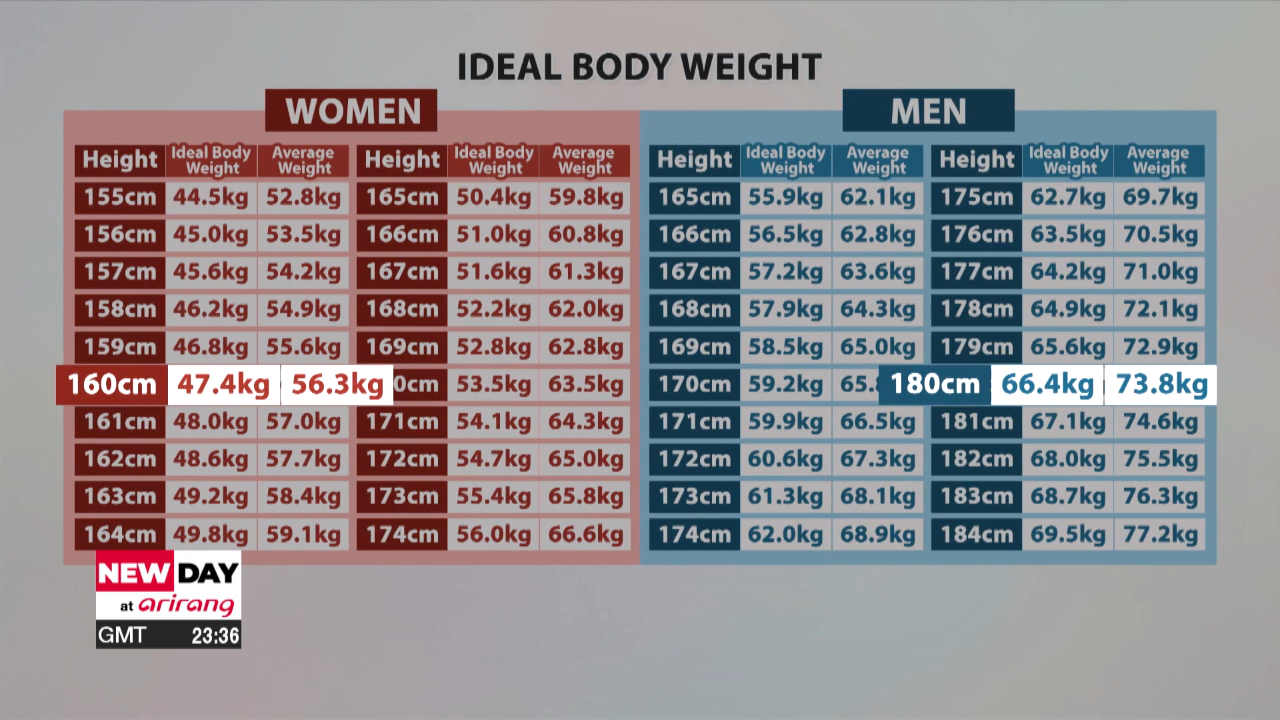 IDEAL BODY WEIGHT
WOMEN
Height Ideal Body Weight Average Weight Height Ideal Body Weight Average Weight
155cm 44.5kg 52.8kg 165cm 50.4kg 59.8kg
156cm 45.0kg 53.5kg 166cm 51.0kg 60.8kg
157cm 45.6kg 54.2kg 167cm 51.6kg 61.3kg
158cm 46.2kg 54.9kg 168cm 52.2kg 62.0kg
159cm 46.8kg 55.6kg 169cm 52.8kg 62.8kg
160cm 47.4kg 56.3kg 0cm 53.5kg 63.5kg
161cm 48.0kg 57.0kg 171cm 54.1kg 64.3kg
162cm 48.6kg 57.7kg 172cm 54.7kg 65.0kg
163cm 49.2kg 58.4kg 173cm 55.4kg 65.8kg
164cm 49.8kg 59.1kg 174cm 56.0kg 66.6kg
MEN
Height Ideal Body Weight Average Weight Height Ideal Body Weight Average Weight
165cm 55.9kg 62.1kg 175cm 62.7kg 69.7kg
166cm 56.5kg 62.8kg 176cm 63.5kg 70.5kg
167cm 57.2kg 63.6kg 177cm 64.2kg 71.0kg
168cm 57.9kg 64.3kg 178cm 64.9kg 72.1kg
169cm 58.5kg 65.0kg 179cm 65.6kg 72.9kg
170cm 59.2kg 65. 180cm 66.4kg 73.8kg
171cm 59.9kg 66.5kg 181cm 67.1kg 74.6kg
172cm 60.6kg 67.3kg 182cm 68.0kg 75.5kg
173cm 61.3kg 68.1kg 183cm 68.7kg 76.3kg
174cm 62.0kg 68.9kg 184cm 69.5kg 77.2kg
NEW DAY
at arirang
GMT 23:36